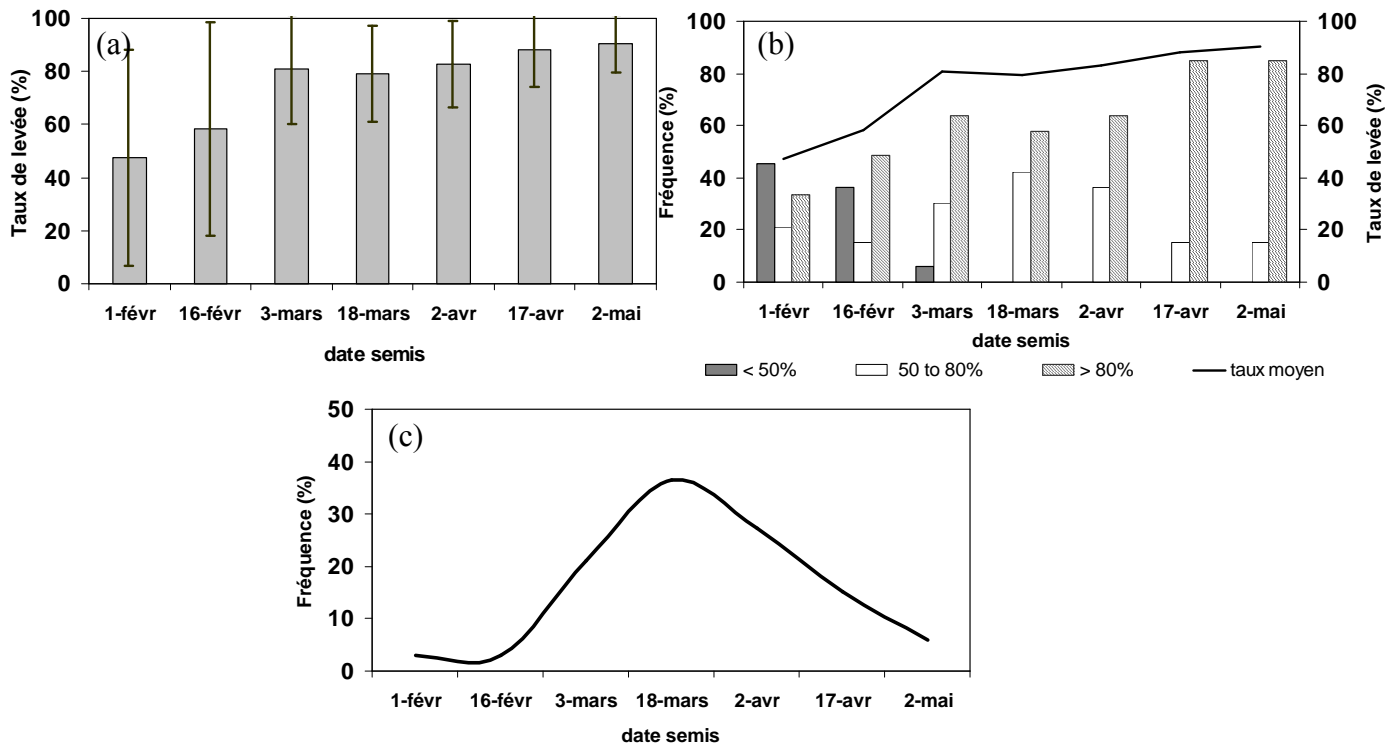 (a)
Taux de levée (%)
100
80
60
40
20
0
1-févr 16-févr 3-mars 18-mars 2-avr 17-avr 2-mai
date semis
(b)
Fréquence (%)
100
80
60
40
20
0
1-févr 16-févr 3-mars 18-mars 2-avr 17-avr 2-mai
date semis
100
80
60
40
20
0
Taux de levée (%)
< 50% 50 to 80% > 80% taux moyen
(c)
Fréquence (%)
50
40
30
20
10
0
1-févr 16-févr 3-mars 18-mars 2-avr 17-avr 2-mai
date semis